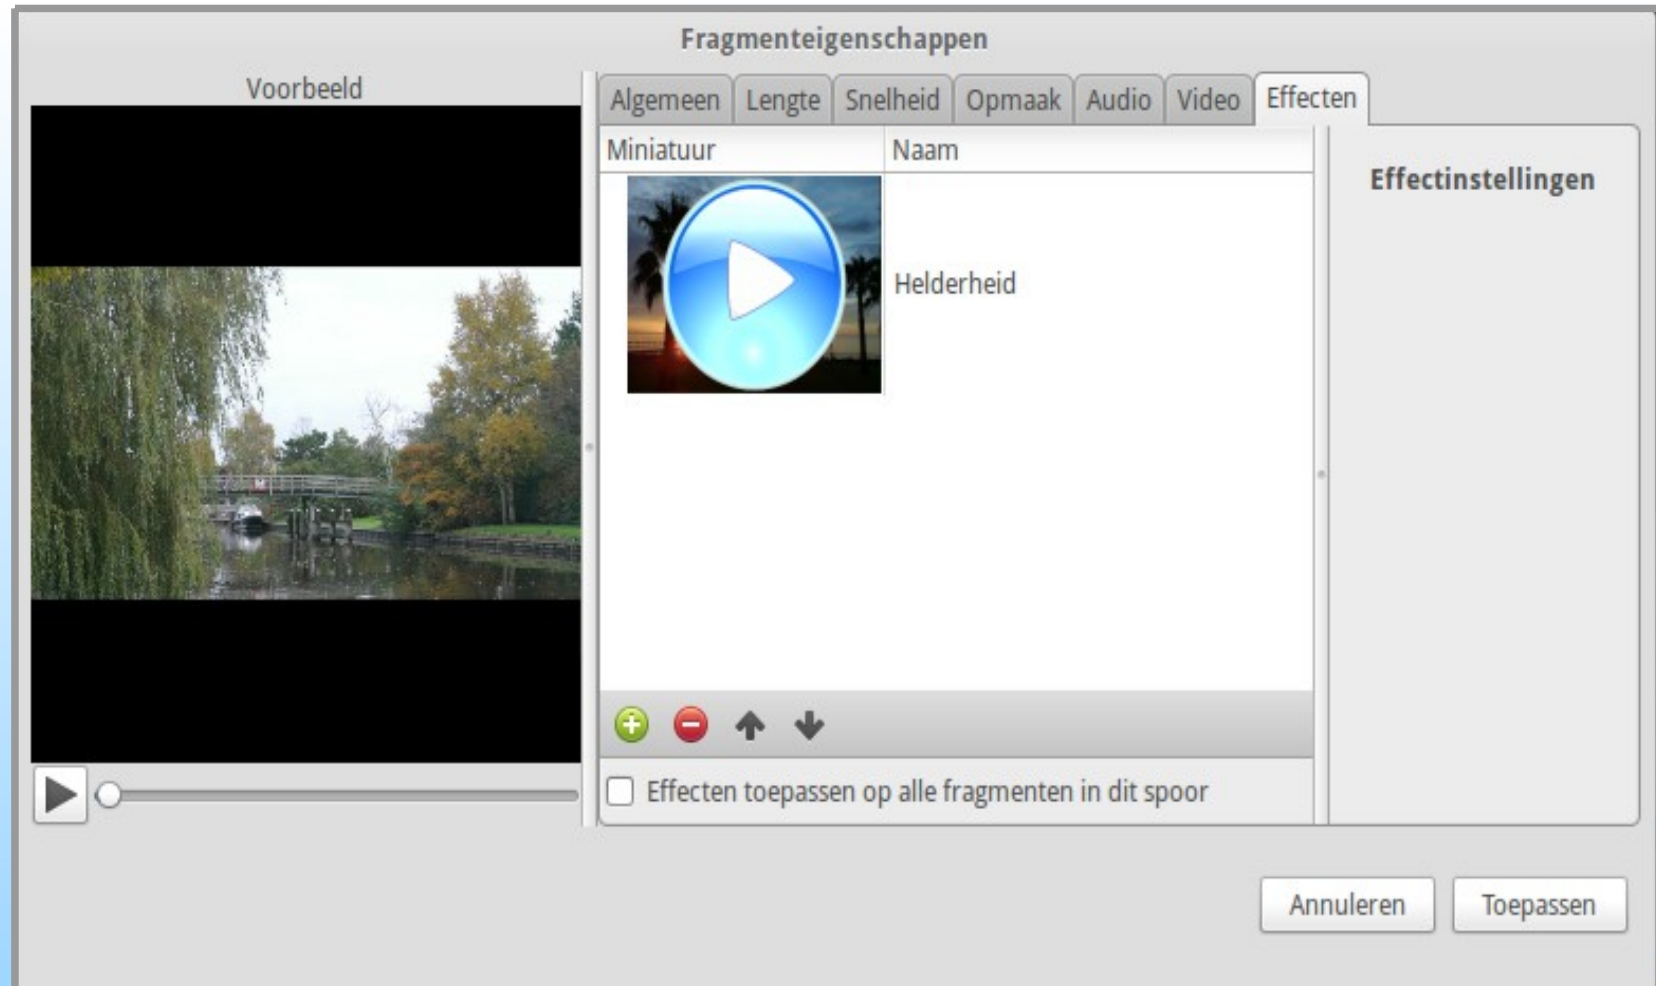 Fragmenteigenschappen
Voorbeeld
Algemeen Lengte Snelheid Opmaak Audio Video Effecten
Miniatuur Naam
Effectinstellingen
Helderheid
Effecten toepassen op alle fragmenten in dit spoor
Annuleren Toepassen